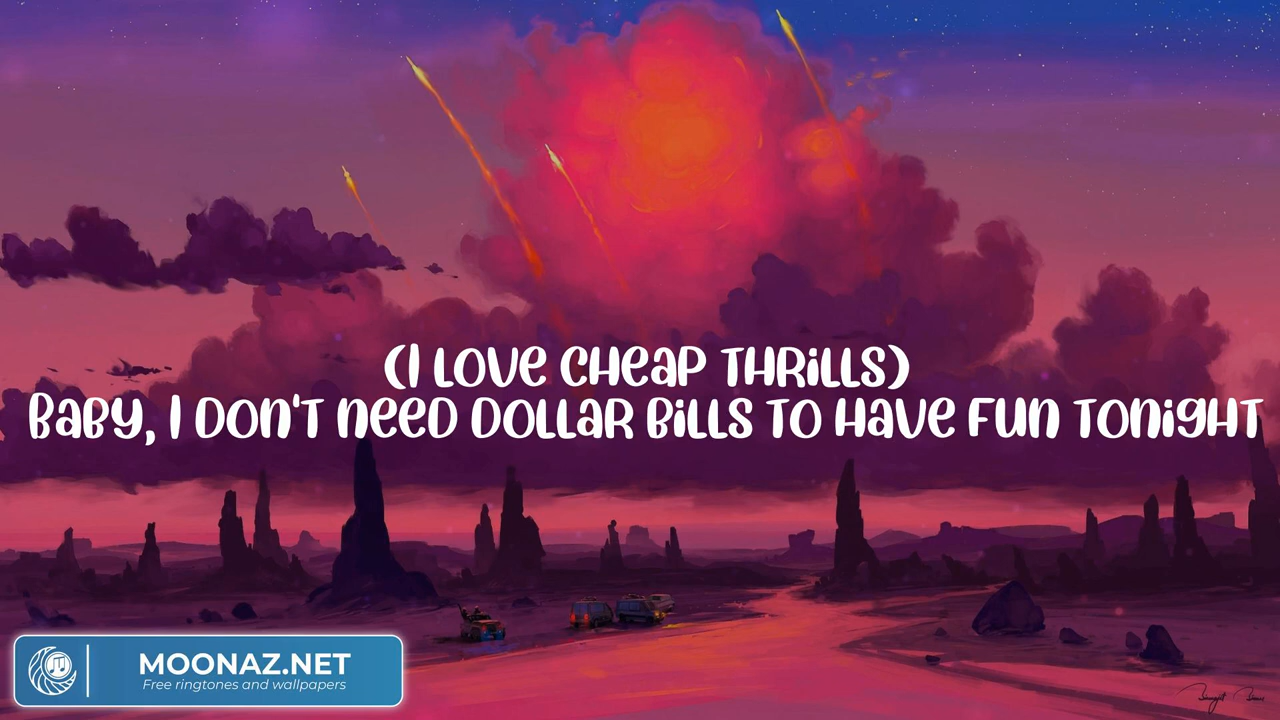 (I LOVE CHEAP THRILLS)
BABY, I DON'T NEED DOLLAR BILLS TO HAVE FUN TONIGHT
MOONAZ.NET
Free ringtones and wallpapers